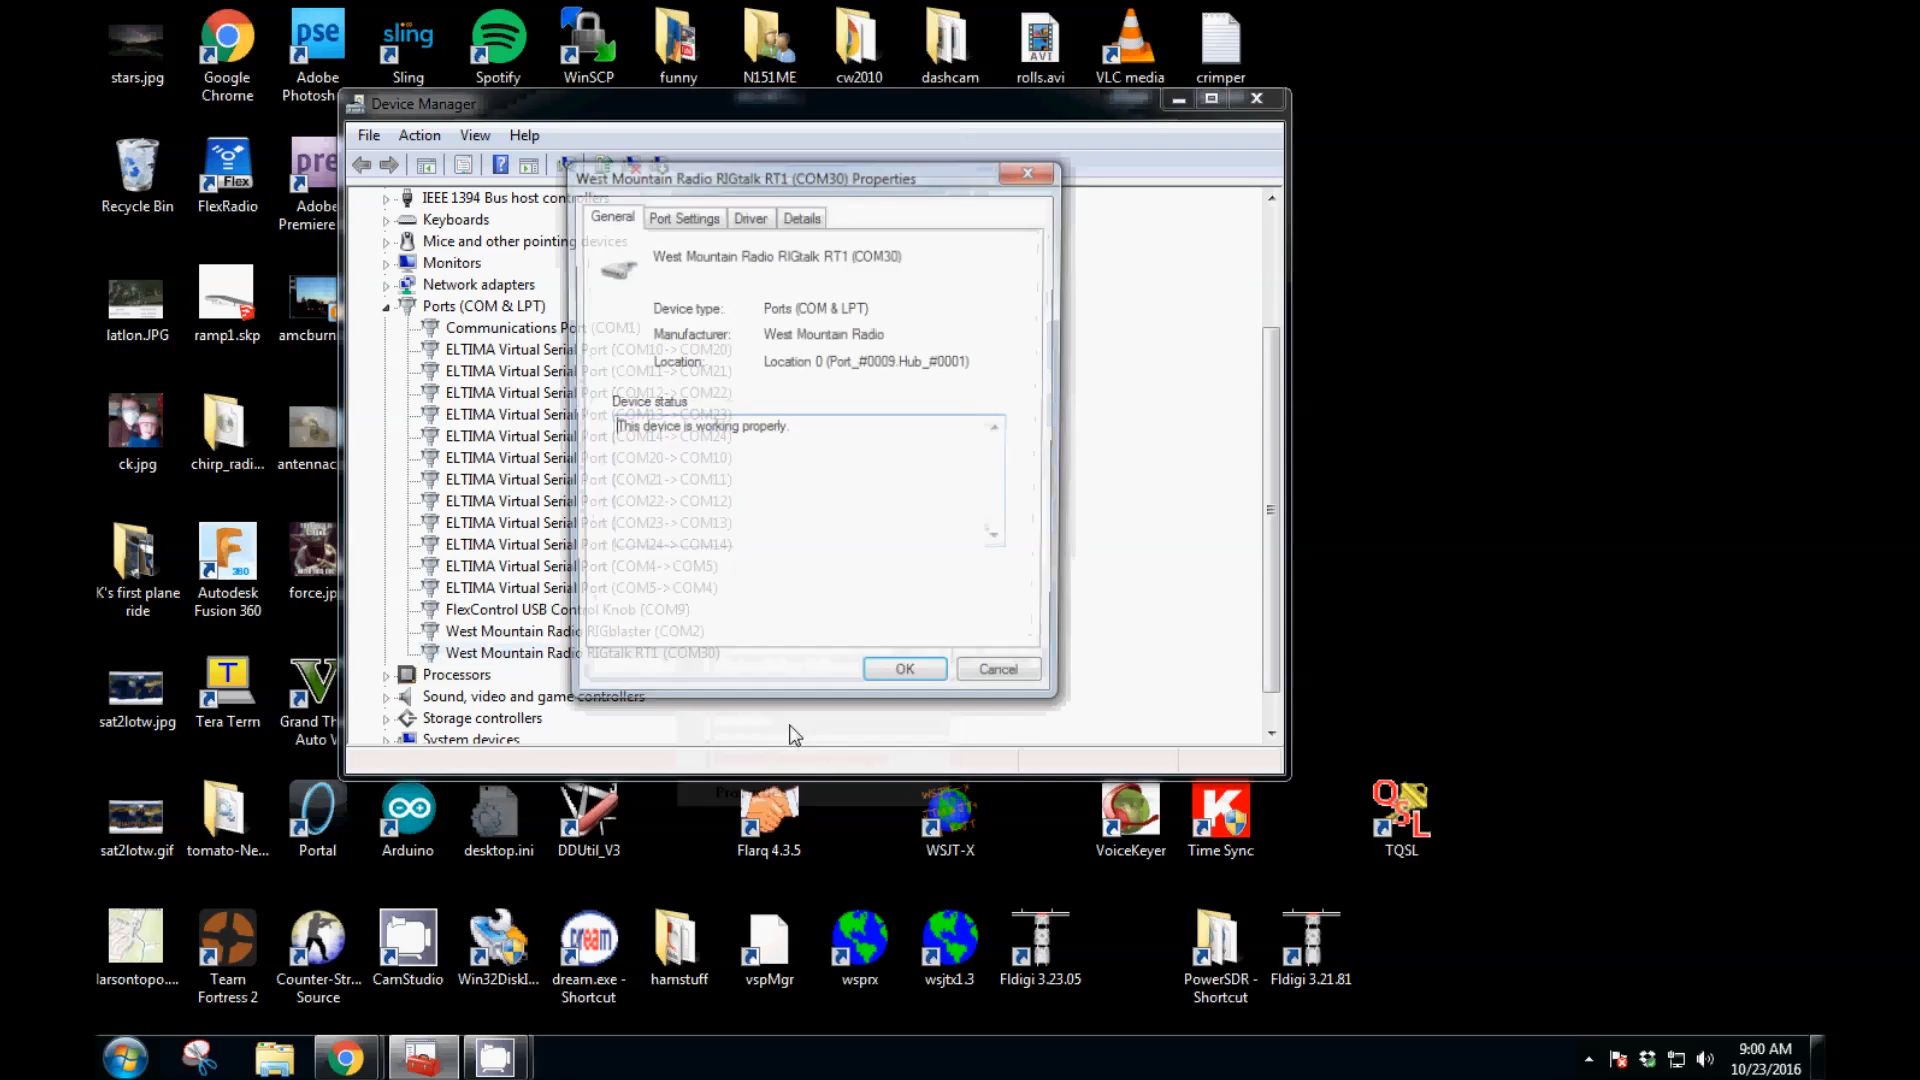 stars.jpg
Google
Chrome
Adobe
Photosh
Sling
Spotify
WinSCP
funny
N151ME
cw2010
dashcam
rolls.avi
VLC media
crimper
pse
sling
AVI
Device Manager
File Action View Help
West Mountain Radio RIGtalk RT1 (COM30) Properties
General Port Settings Driver Details
West Mountain Radio RIGtalk RT1 (COM30)
Device type: Ports (COM & LPT)
Manufacturer: West Mountain Radio
Location: Location 0 (Port_#0009.Hub_#0001)
Device status
This device is working properly.
OK Cancel
IEEE 1394 Bus host controllers
Keyboards
Mice and other pointing devices
Monitors
Network adapters
Ports (COM & LPT)
Communications Port (COM1)
ELTIMA Virtual Serial Port (COM10->COM20)
ELTIMA Virtual Serial Port (COM11->COM21)
ELTIMA Virtual Serial Port (COM12->COM22)
ELTIMA Virtual Serial Port (COM13->COM23)
ELTIMA Virtual Serial Port (COM14->COM24)
ELTIMA Virtual Serial Port (COM20->COM10)
ELTIMA Virtual Serial Port (COM21->COM11)
ELTIMA Virtual Serial Port (COM22->COM12)
ELTIMA Virtual Serial Port (COM23->COM13)
ELTIMA Virtual Serial Port (COM24->COM14)
ELTIMA Virtual Serial Port (COM4->COM5)
ELTIMA Virtual Serial Port (COM5->COM4)
FlexControl USB Control Knob (COM9)
West Mountain Radio RIGblaster (COM2)
West Mountain Radio RIGtalk RT1 (COM30)
Processors
Sound, video and game controllers
Storage controllers
System devices
Recycle Bin
Flex
FlexRadio
pre
Adobe
Premiere
latlon.JPG
ramp1.skp
amcburn
ck.jpg
chirp_radi...
antennac
K's first plane
ride
360
Autodesk
Fusion 360
force.jp
sat2lotw.jpg
T
Tera Term
Grand Th
Auto V
sat2lotw.gif
tomato-Ne...
Portal
Arduino
desktop.ini
DDUtil_V3
Flarq 4.3.5
WSJT-X
VoiceKeyer
K
Time Sync
QSL
TQSL
larsontopo....
Team
Fortress 2
Counter-Str...
Source
CamStudio
Win32DiskI...
dream
dream.exe -
Shortcut
hamstuff
vspMgr
wsprx
wsjtx1.3
Fldigi 3.23.05
PowerSDR -
Shortcut
Fldigi 3.21.81
9:00 AM
10/23/2016